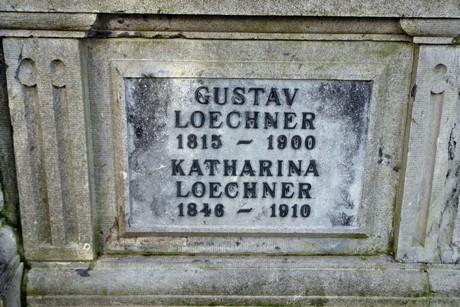 GUSTAV
LOECHNER
1815 ~ 1900
KATHARINA
LOECHNER
1846 ~ 1910